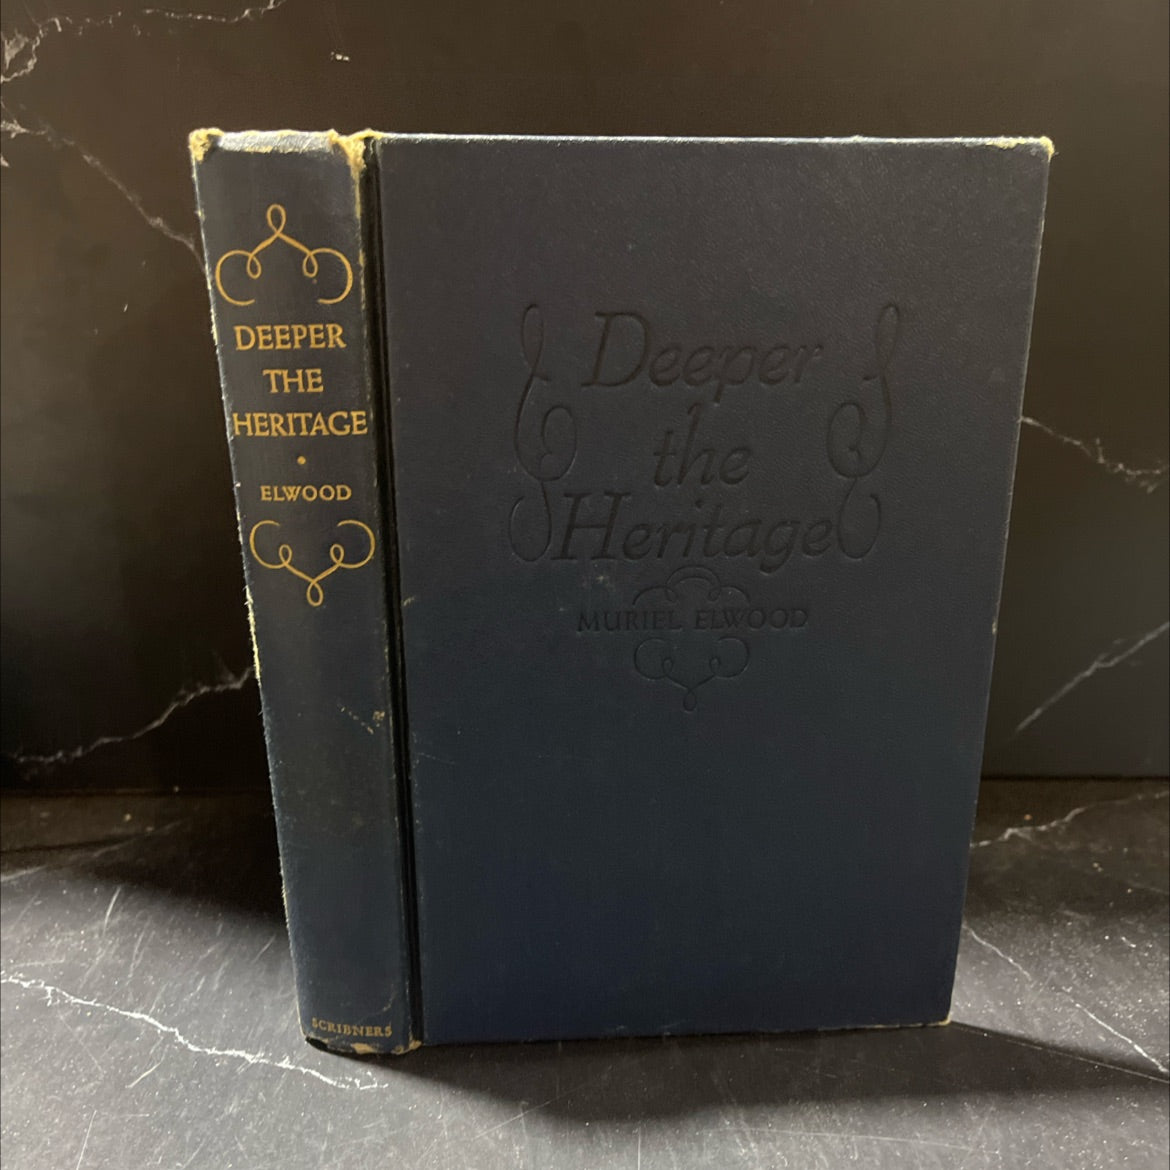 DEEPER
THE
HERITAGE
•
ELWOOD
SCRIBNERS
Deeper
the
Heritage
MURIEL ELWOOD